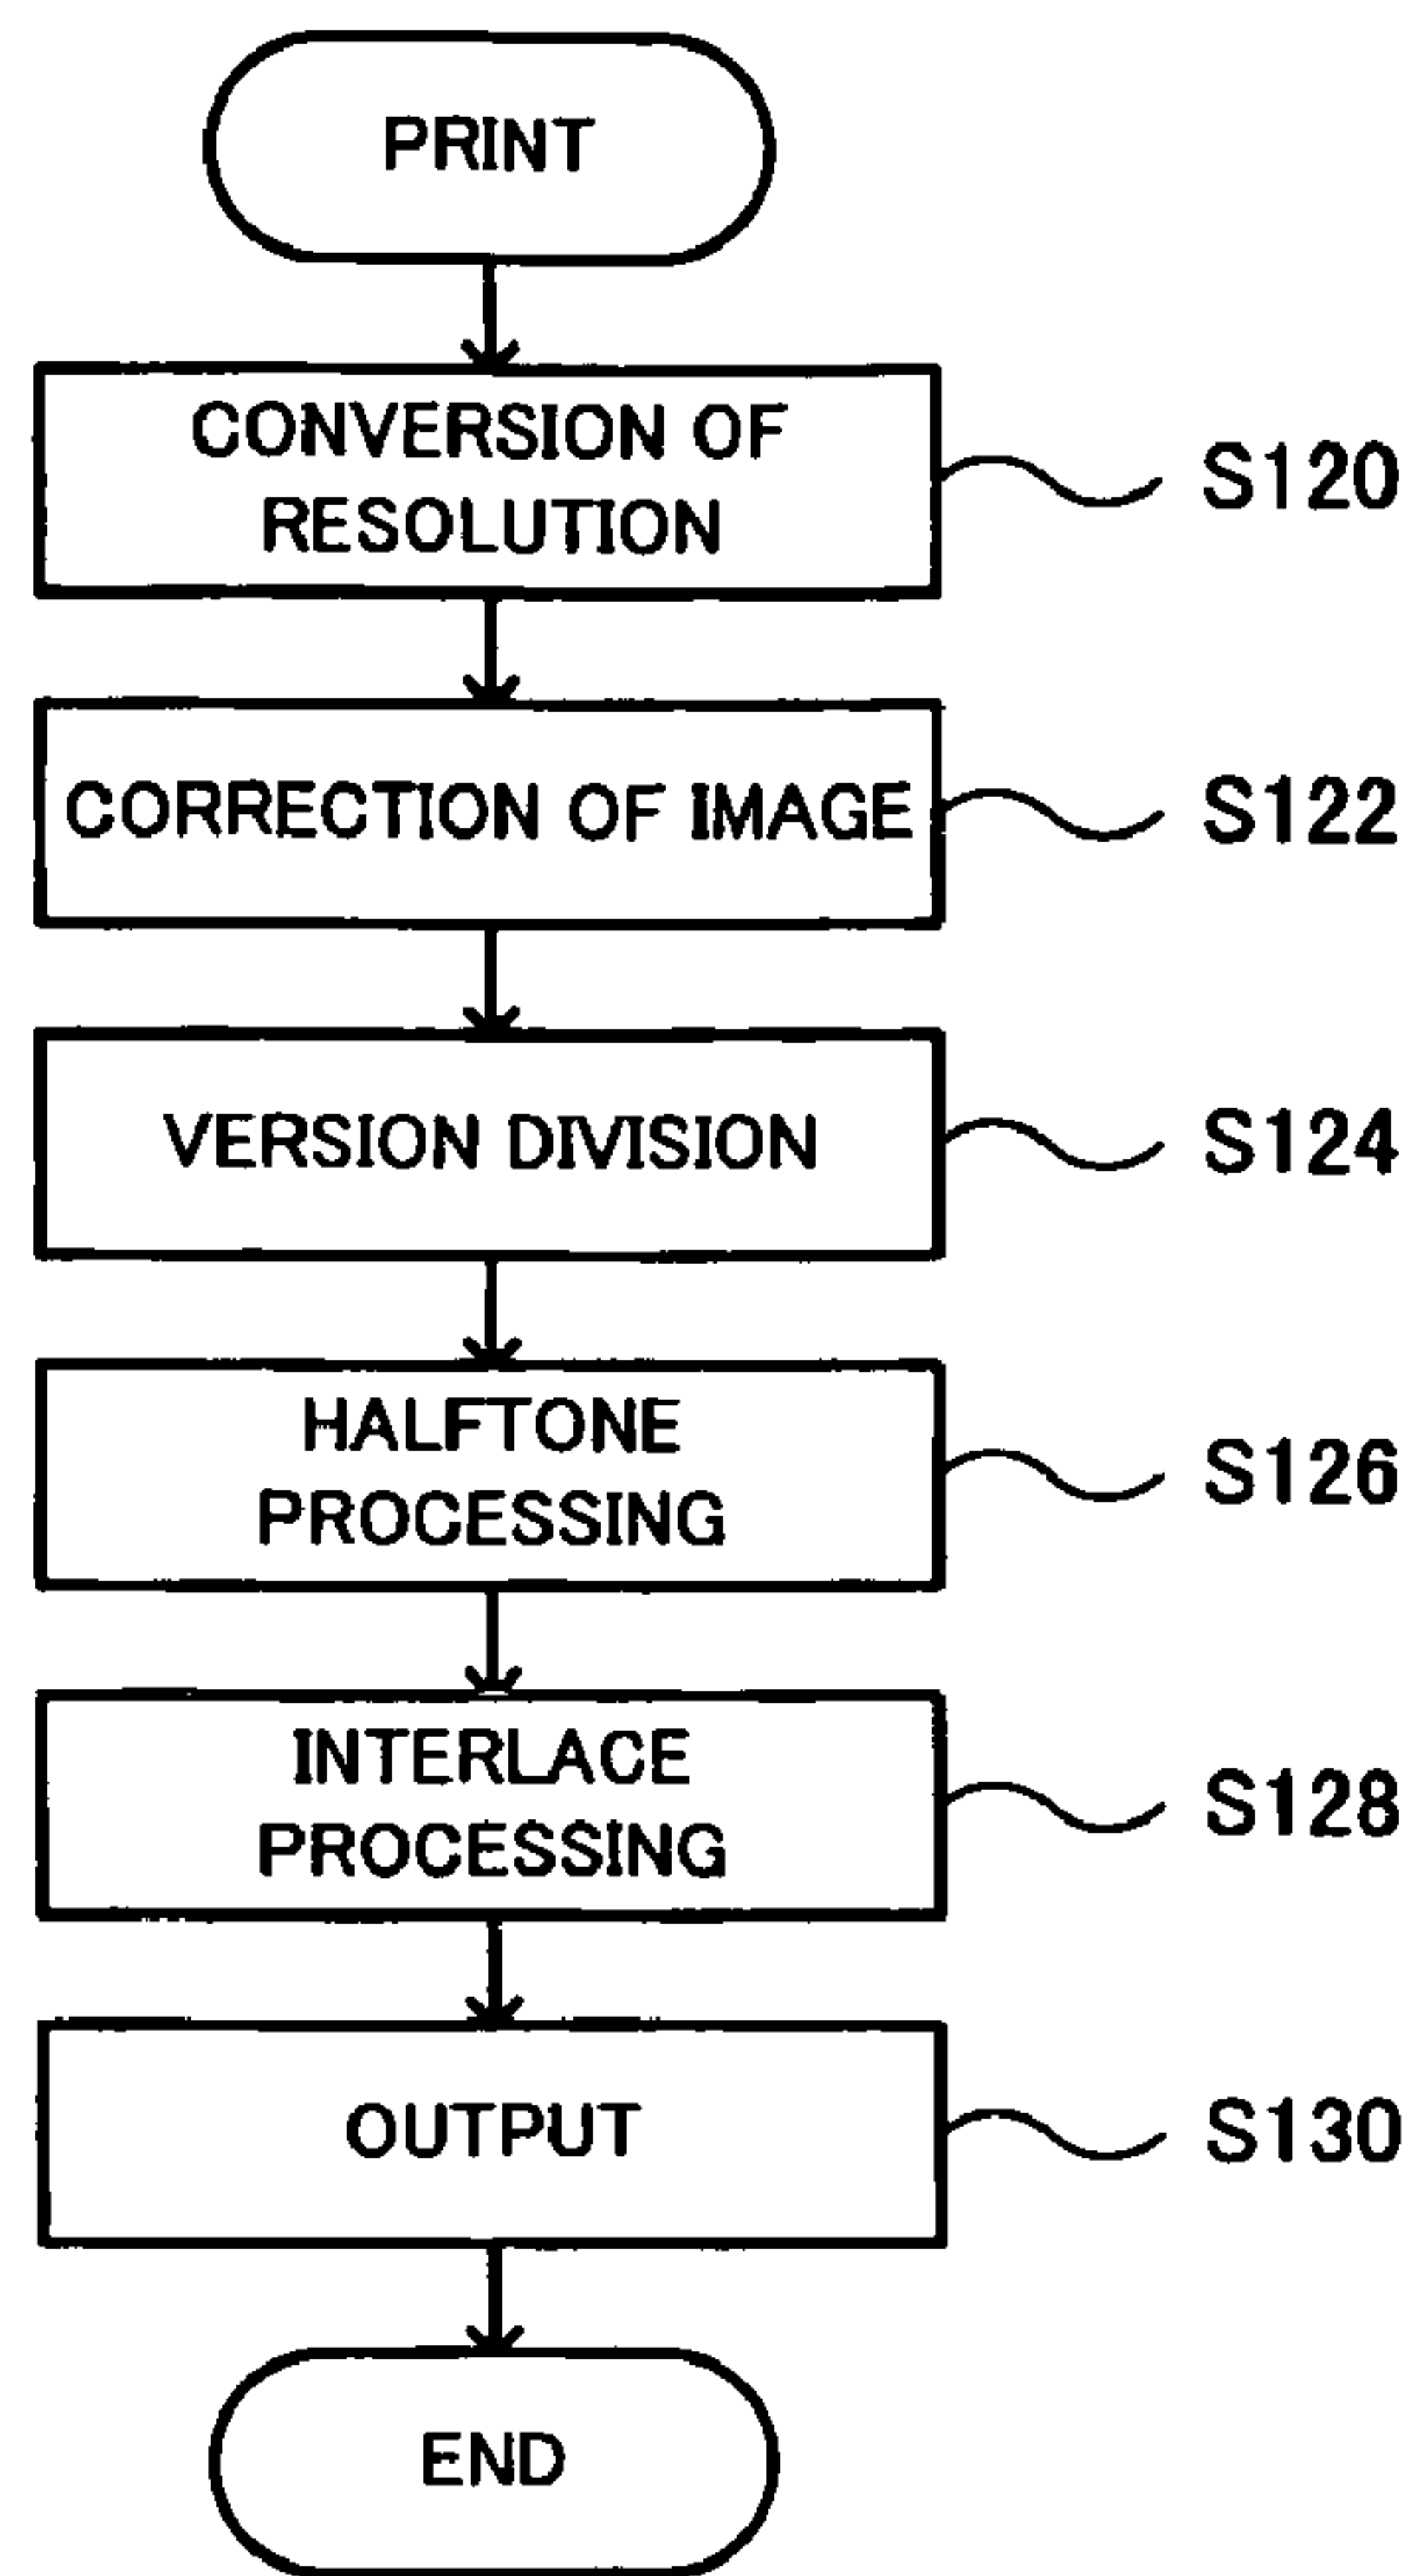 PRINT
CONVERSION OF
RESOLUTION
S120
CORRECTION OF IMAGE
S122
VERSION DIVISION
S124
HALFTONE
PROCESSING
S126
INTERLACE
PROCESSING
S128
OUTPUT
S130
END